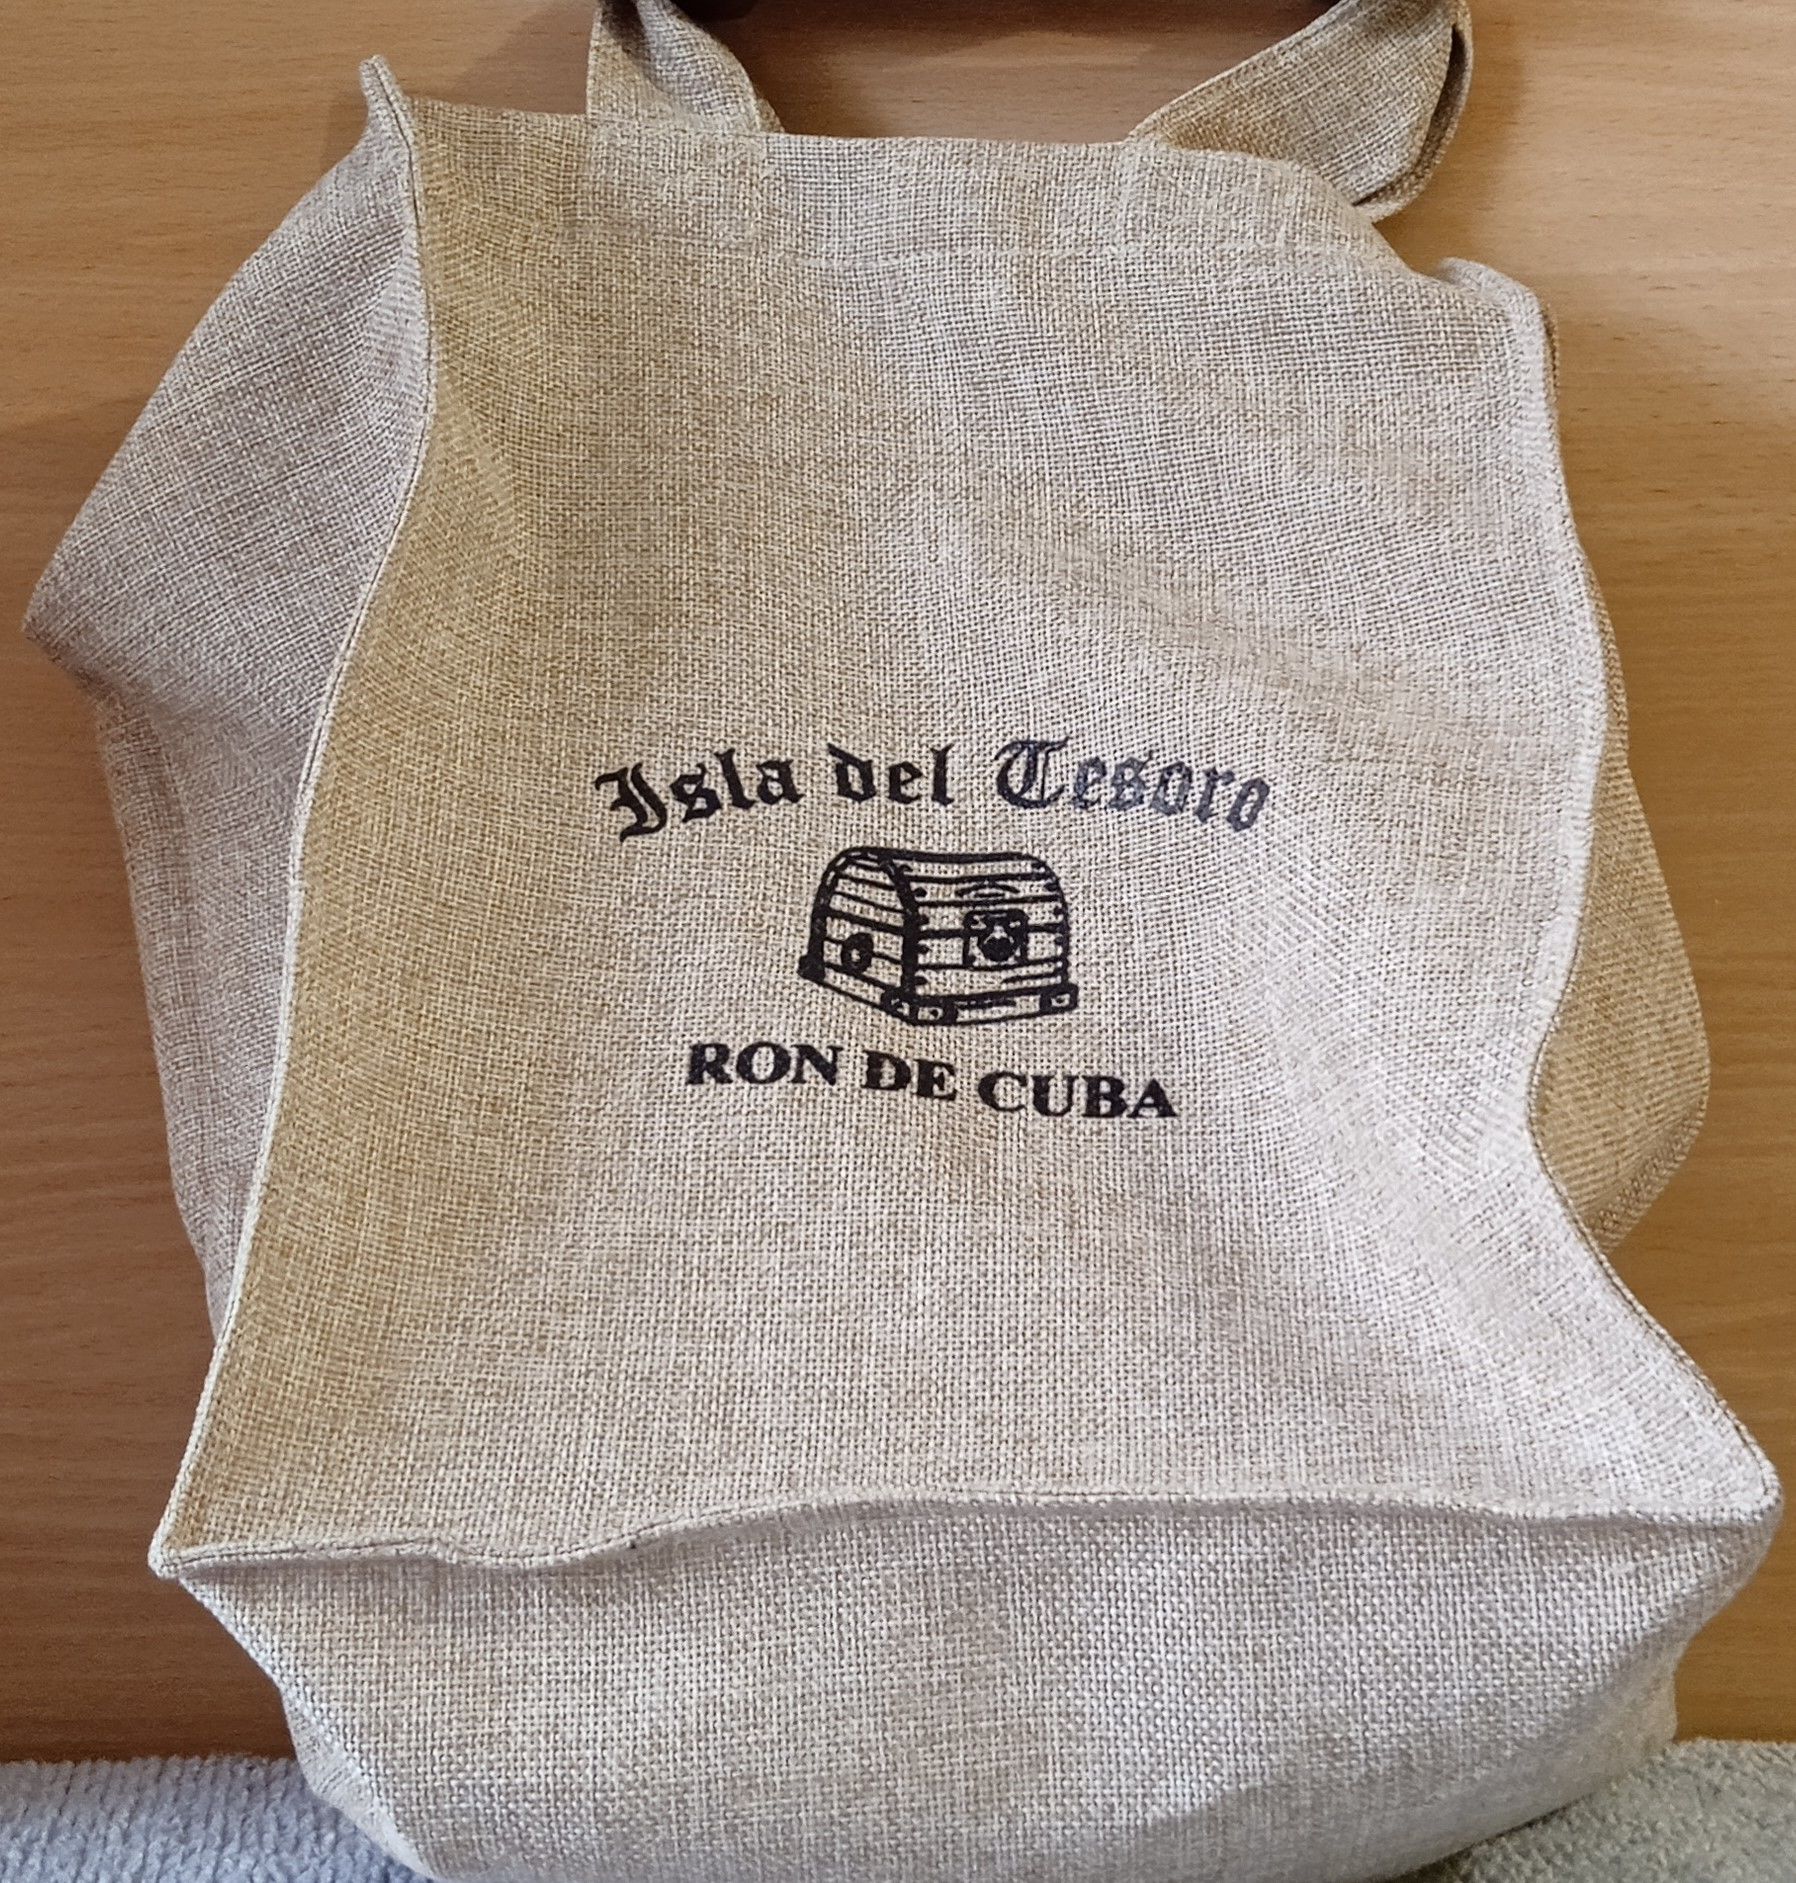 Isla del Tesoro
RON DE CUBA